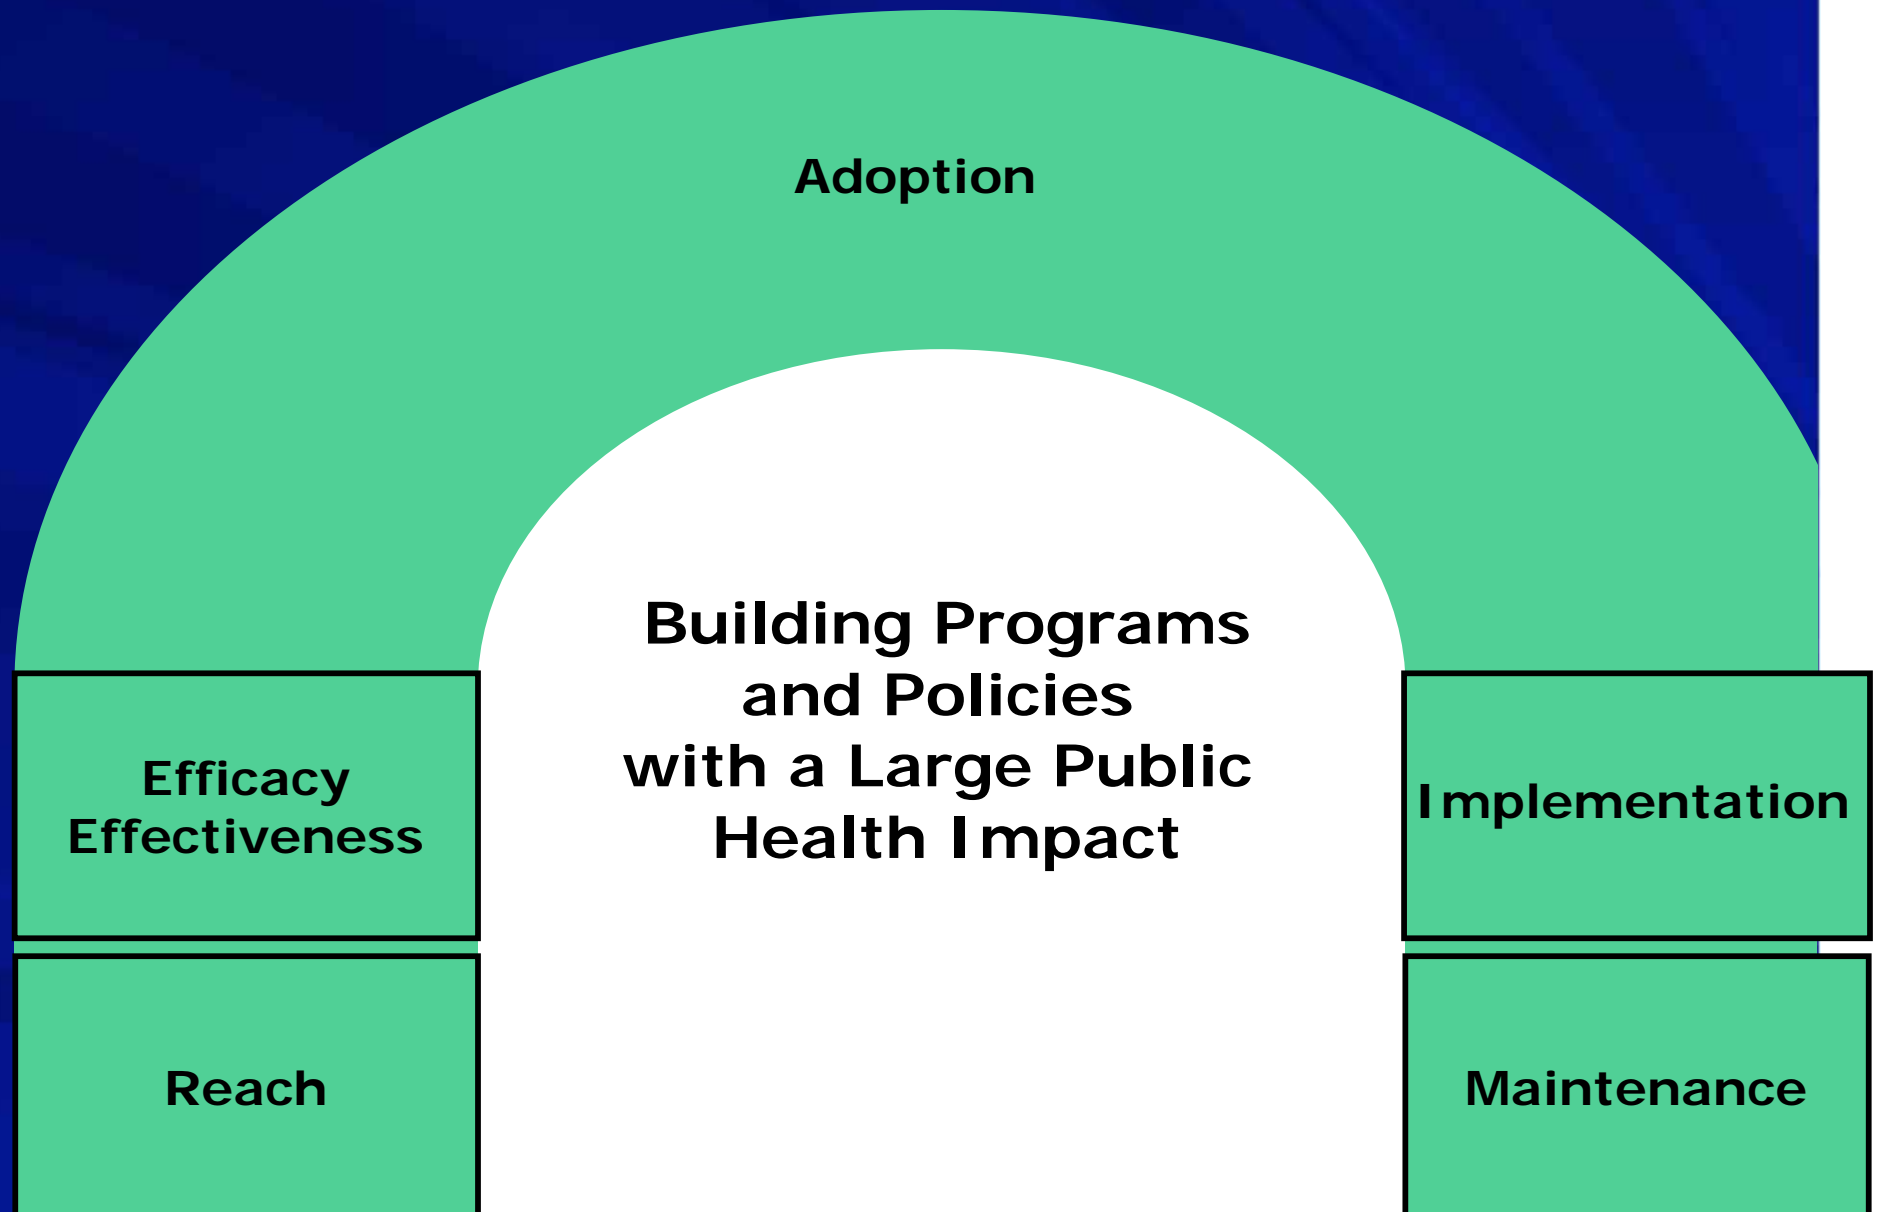 Adoption
Building Programs
and Policies
with a Large Public
Health Impact
Efficacy
Effectiveness
Implementation
Reach
Maintenance